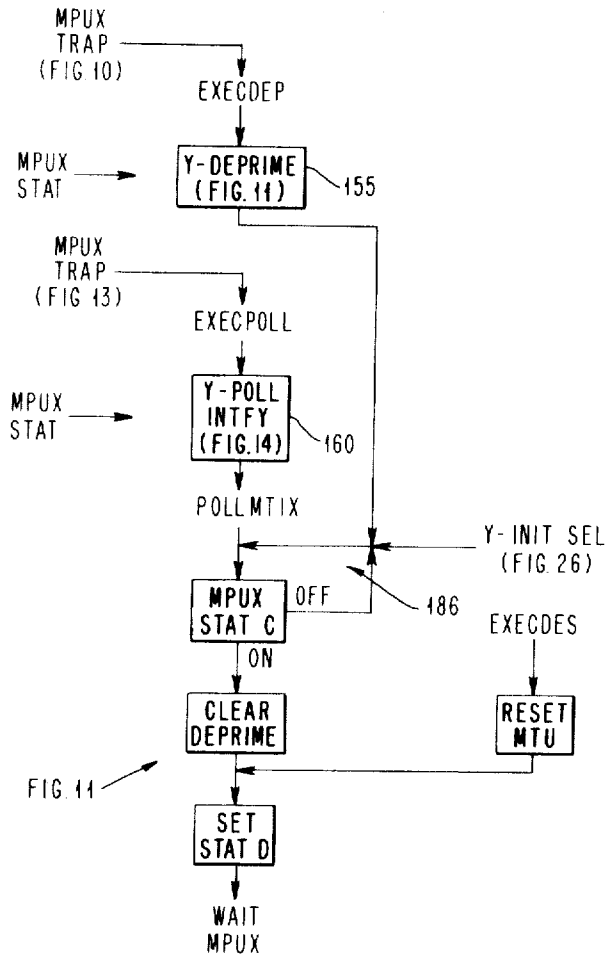 MPUX
TRAP
(FIG.10)
EXECDEP
MPUX
STAT
Y-DEPRIME
(FIG.11)
155
MPUX
TRAP
(FIG 13)
EXECPOLL
MPUX
STAT
Y-POLL
INTFY
(FIG.14)
160
POLLMTIX
Y-INIT SEL
(FIG.26)
MPUX
STAT C
OFF
186
ON
EXECDES
CLEAR
DEPRIME
RESET
MTU
FIG.11
SET
STAT D
WAIT
MPUX